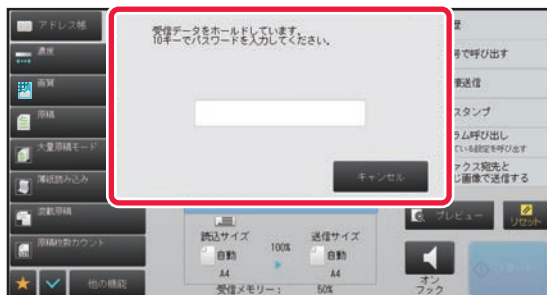 アドレス帳
濃度
画質
原稿
大量原稿モード
薄紙読み込み
混載原稿
原稿枚数カウント
他の機能
受信データをホールドしています。
10キーでパスワードを入力してください。
キャンセル
号で呼び出す
接送信
スタンプ
ラム呼び出し
ている設定を呼び出す
ァクス宛先と
じ画像で送信する
読込サイズ
自動
A4
100%
送信サイズ
自動
A4
受信メモリー:
50%
プレビュー
リセット
オン
フック
スタート